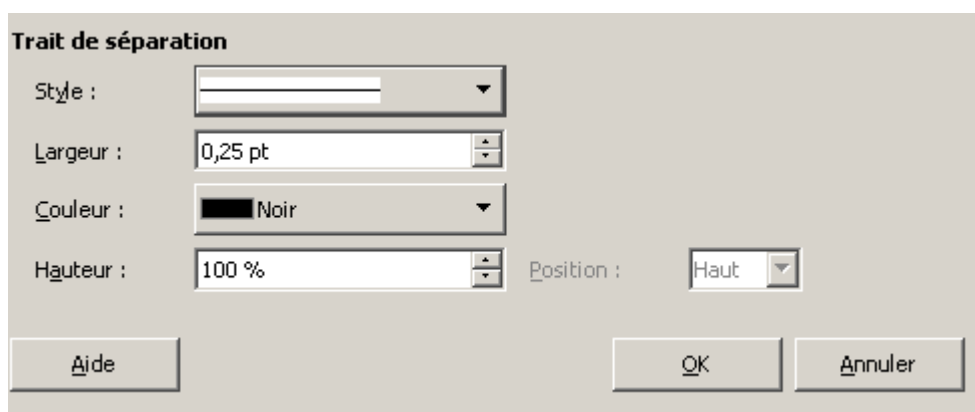 Trait de séparation
Style :
Largeur : 0,25 pt
Couleur : Noir
Hauteur : 100 % Position : Haut
Aide OK Annuler